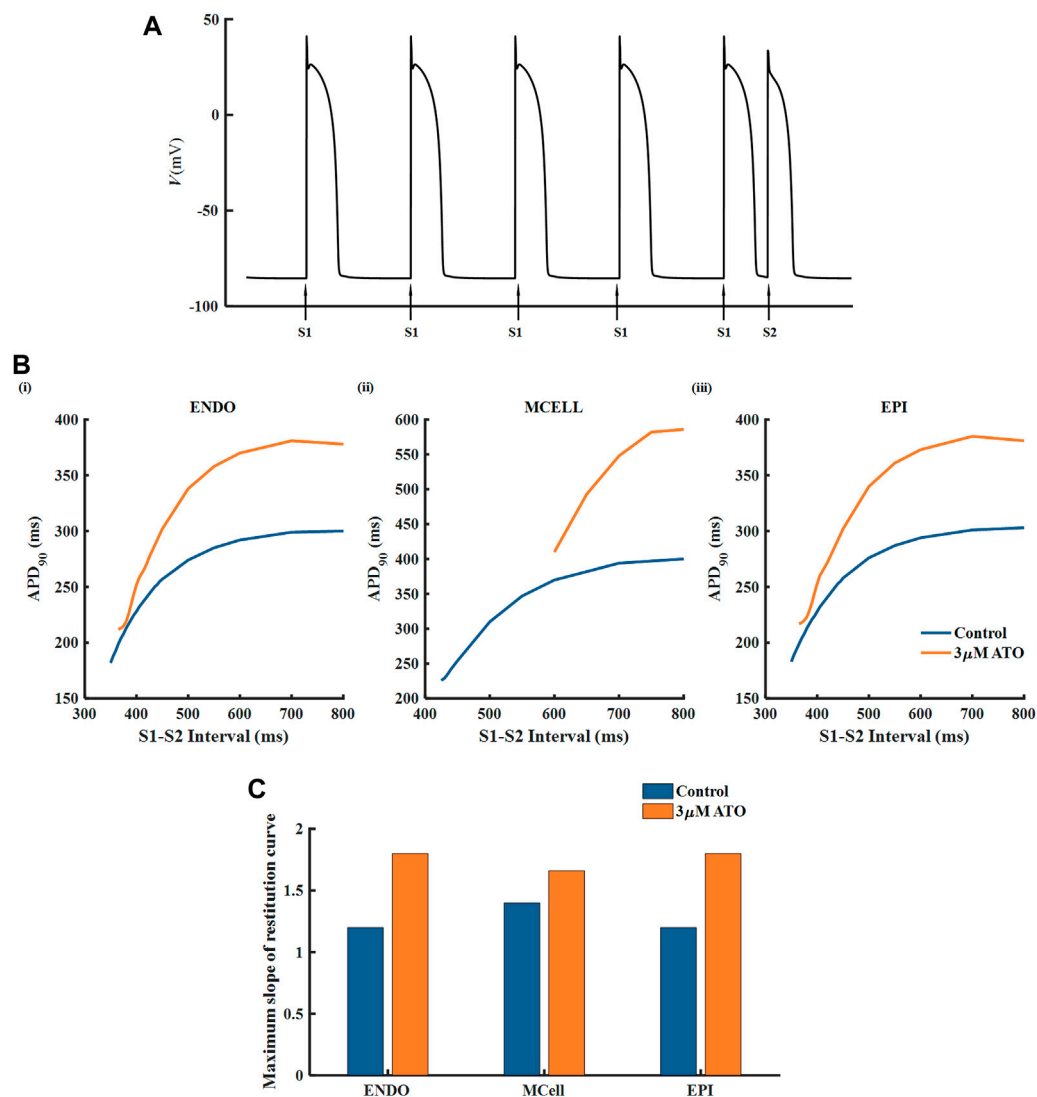 A
50
0
-50
-100
V(mV)
S1 S1 S1 S1 S1 S2
B
(i) (ii) (iii)
ENDO
400
350
300
250
200
150
APD90 (ms)
300 400 500 600 700 800
S1-S2 Interval (ms)
MCELL
600
550
500
450
400
350
300
250
200
APD90 (ms)
400 500 600 700 800
S1-S2 Interval (ms)
EPI
400
350
300
250
200
150
APD90 (ms)
Control
3μM ATO
300 400 500 600 700 800
S1-S2 Interval (ms)
C
Control
3μM ATO
2
1.5
1
0.5
0
Maximum slope of restitution curve
ENDO MCell EPI